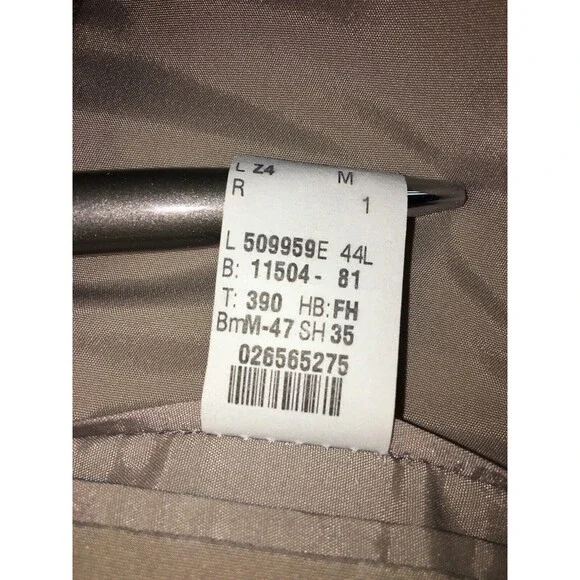 L Z4 M
R 1
L 509959E 44L
B: 11504- 81
T: 390 HB:FH
BmM-47 SH 35
026565275